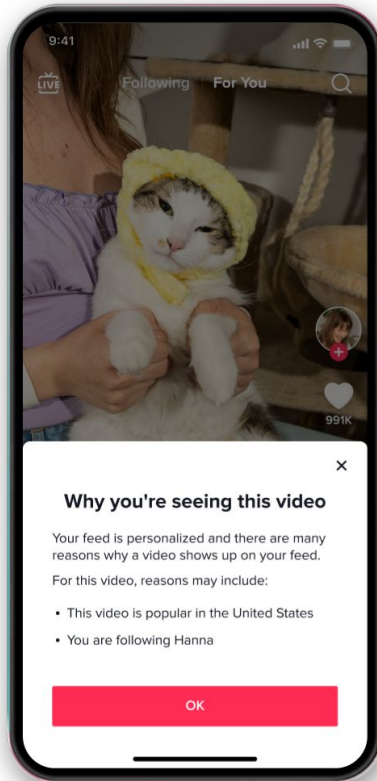 9:41
LIVE
Following For You
991K
Why you're seeing this video
Your feed is personalized and there are many
reasons why a video shows up on your feed.
For this video, reasons may include:
• This video is popular in the United States
• You are following Hanna
OK